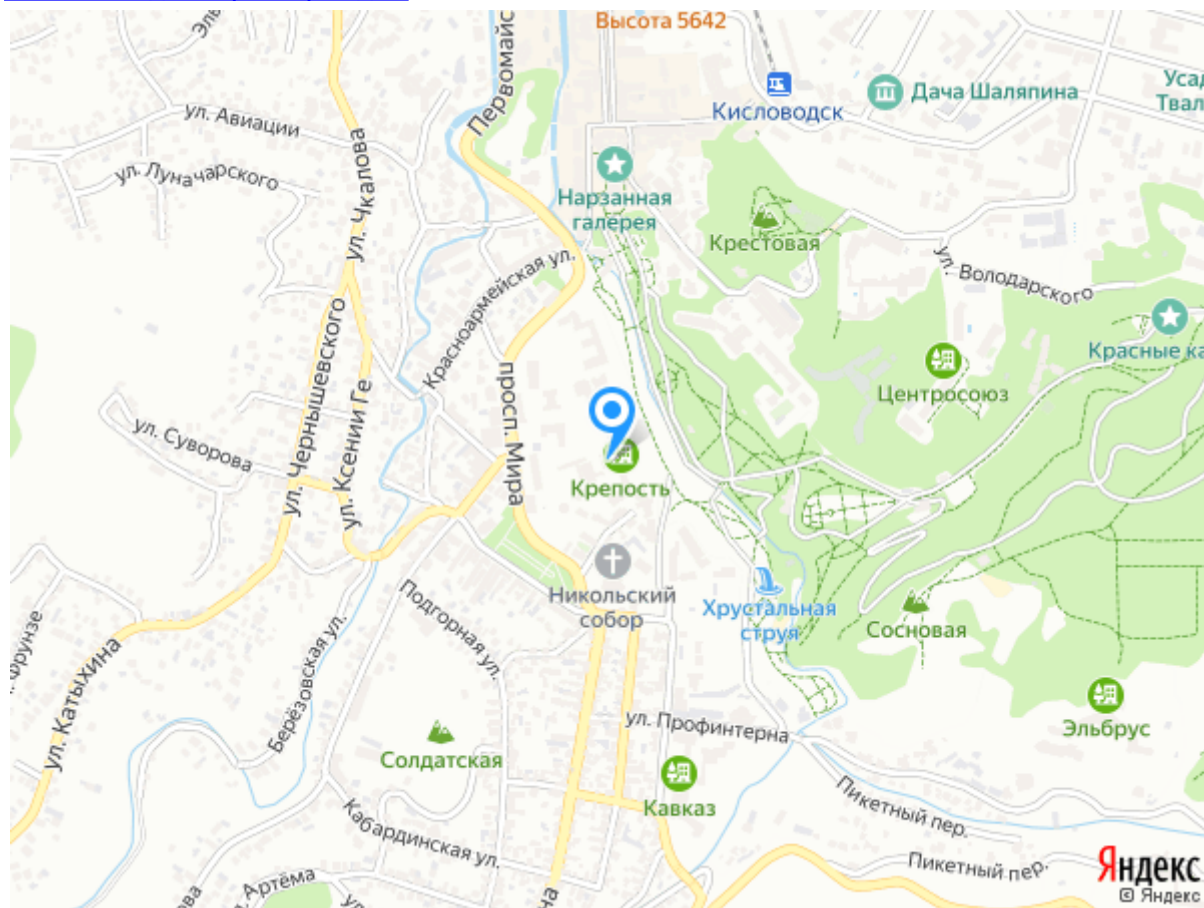 Высота 5642
Первомайс
Эль
ул. Авиации
ул. Чкалова
ул. Луначарского
Кисловодск
Дача Шаляпина
Усад
Твал
Нарзанная
галерея
Крестовая
ул. Володарского
Красноармейская ул.
ул. Чернышевского
ул. Ксении Ге
просп. Мира
Красные ка
Центросоюз
ул. Суворова
Крепость
Никольский
собор
Хрустальная
струя
Сосновая
Подгорная ул.
Фрунзе
ул. Катыхина
Берёзовская ул.
ул. Профинтерна
Эльбрус
Солдатская
Кавказ
Пикетный пер.
Кабардинская ул.
Пикетный пер.
Артёма
на
Яндекс
© Яндекс